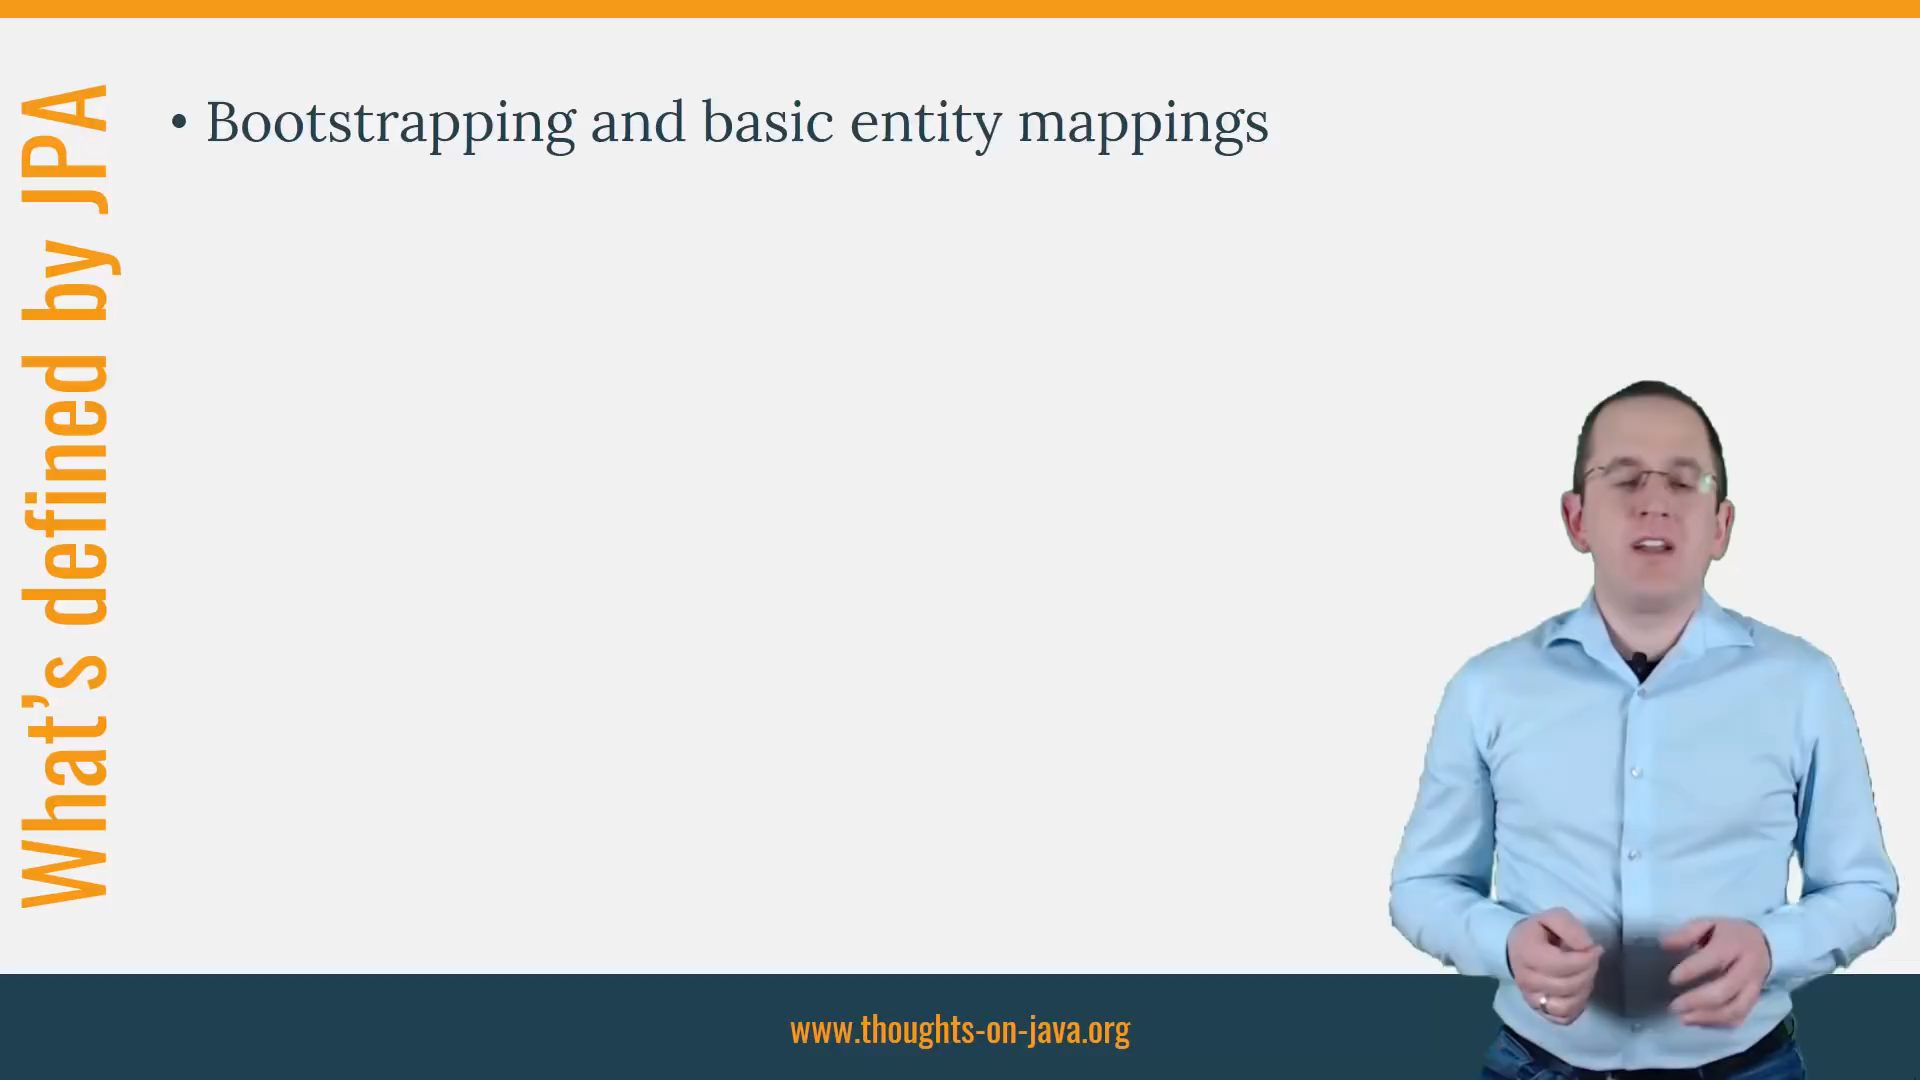 What's defined by JPA
• Bootstrapping and basic entity mappings
www.thoughts-on-java.org